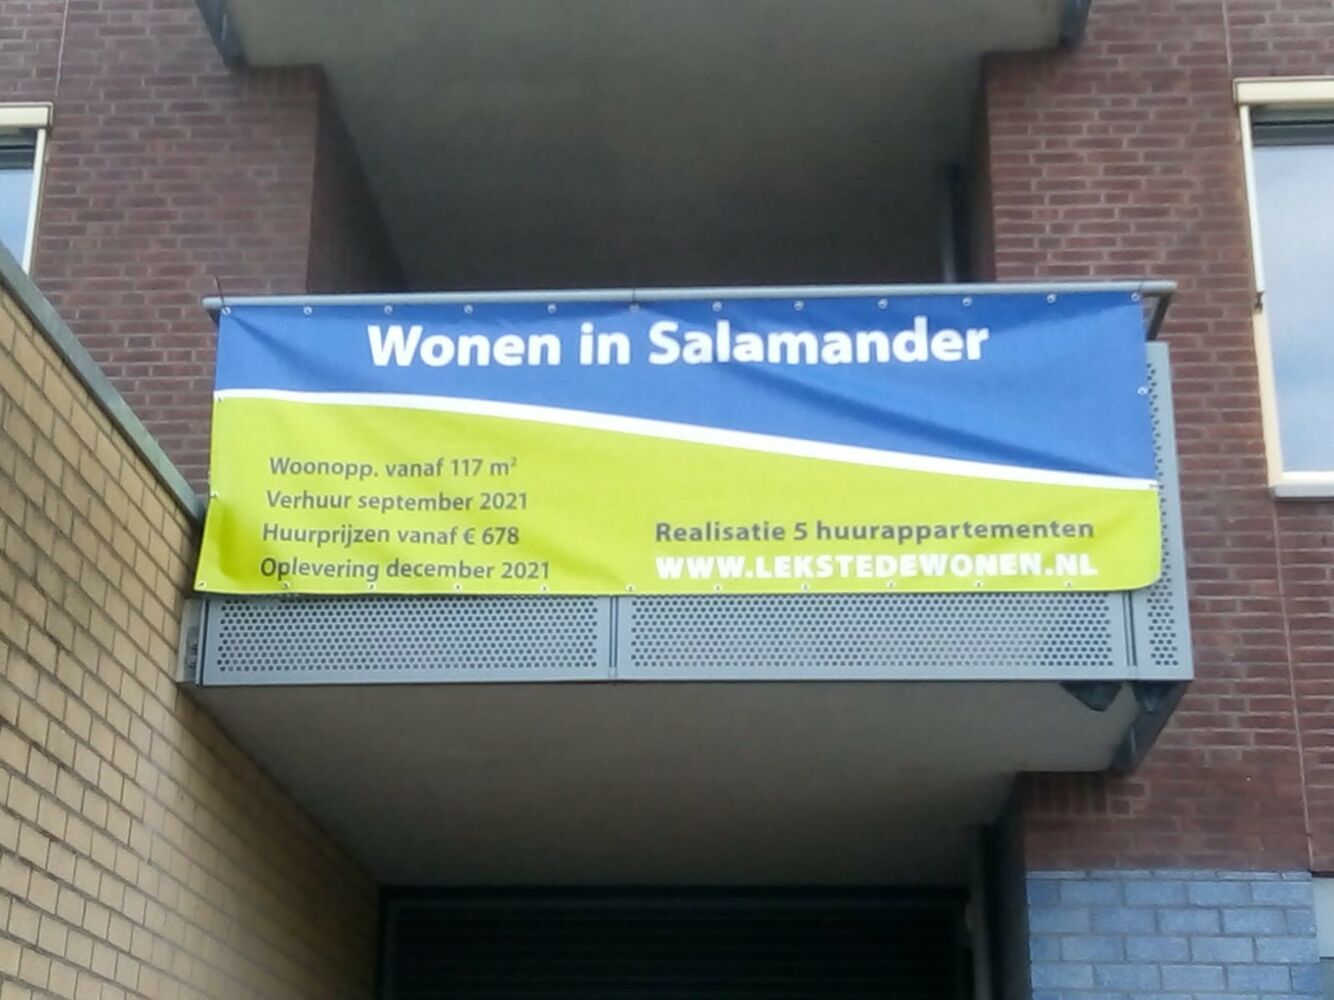 Wonen in Salamander
Woonopp. vanaf 117 m²
Verhuur september 2021
Huurprijzen vanaf € 678
Oplevering december 2021
Realisatie 5 huurappartementen
WWW.LEKSTEDEWONEN.NL